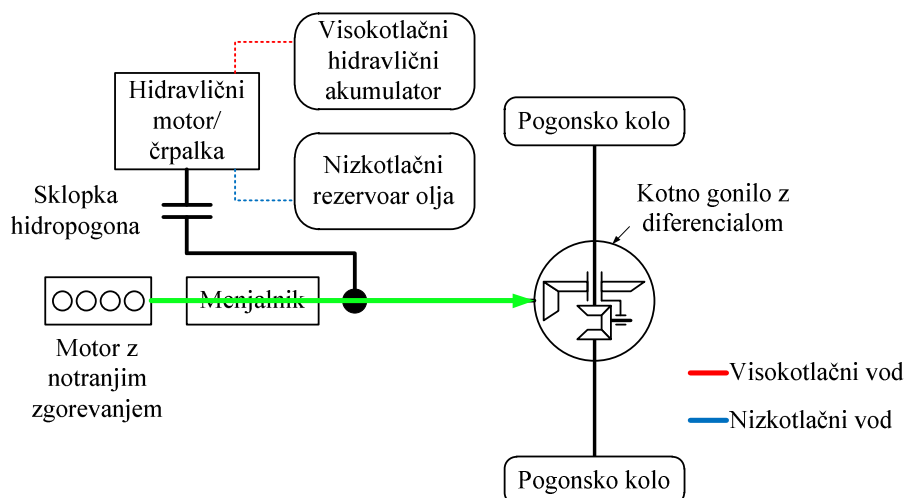 Visokotlačni
hidravlični
akumulator
Hidravlični
motor/
črpalka
Nizkotlačni
rezervoar olja
Sklopka
hidropogona
Pogonsko kolo
Kotno gonilo z
diferencialom
Menjalnik
Motor z
notranjim
zgorevanjem
Visokotlačni vod
Nizkotlačni vod
Pogonsko kolo